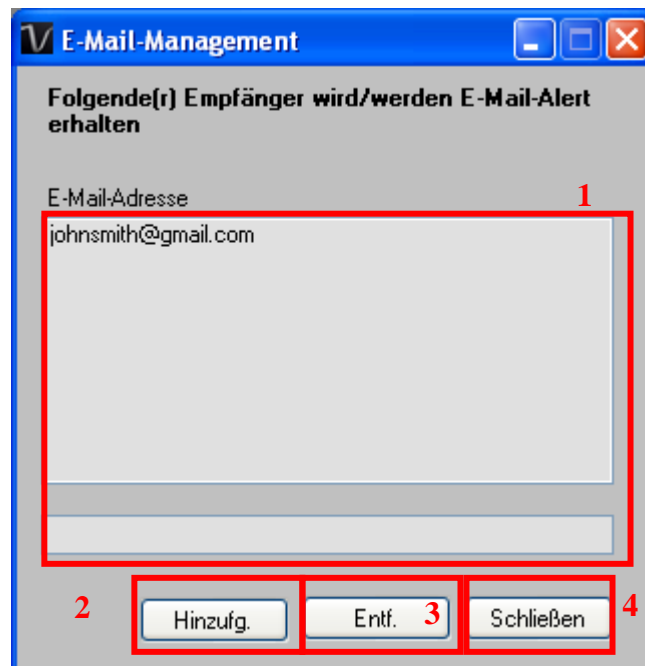 E-Mail-Management
Folgende(r) Empfänger wird/werden E-Mail-Alert
erhalten
E-Mail-Adresse
1
johnsmith@gmail.com
2
Hinzufg.
Entf.
3
Schließen
4